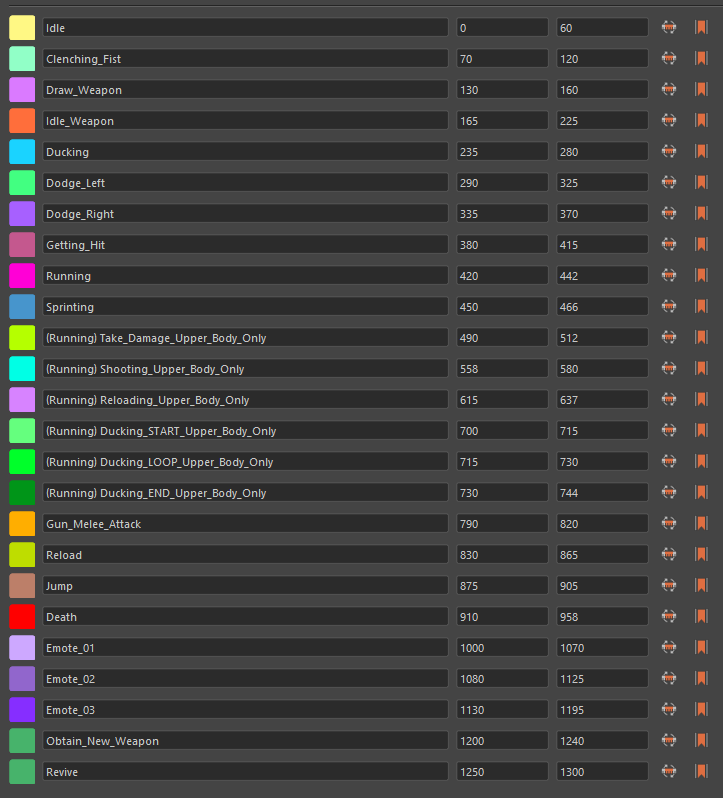 Idle 0 60
Clenching_Fist 70 120
Draw_Weapon 130 160
Idle_Weapon 165 225
Ducking 235 280
Dodge_Left 290 325
Dodge_Right 335 370
Getting_Hit 380 415
Running 420 442
Sprinting 450 466
(Running) Take_Damage_Upper_Body_Only 490 512
(Running) Shooting_Upper_Body_Only 558 580
(Running) Reloading_Upper_Body_Only 615 637
(Running) Ducking_START_Upper_Body_Only 700 715
(Running) Ducking_LOOP_Upper_Body_Only 715 730
(Running) Ducking_END_Upper_Body_Only 730 744
Gun_Melee_Attack 790 820
Reload 830 865
Jump 875 905
Death 910 958
Emote_01 1000 1070
Emote_02 1080 1125
Emote_03 1130 1195
Obtain_New_Weapon 1200 1240
Revive 1250 1300